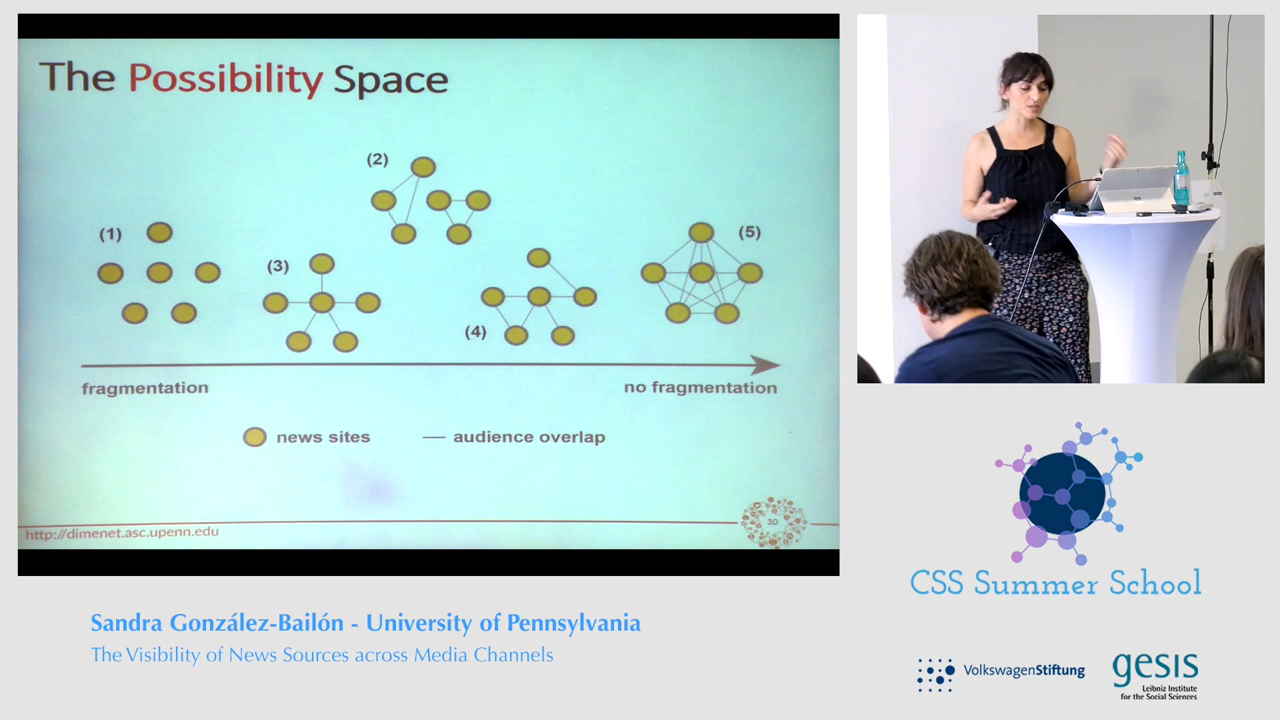 The Possibility Space
(2)
(1)
(5)
(3)
(4)
fragmentation
no fragmentation
news sites
audience overlap
http://dimenet.asc.upenn.edu
30
CSS Summer School
Sandra González-Bailón - University of Pennsylvania
The Visibility of News Sources across Media Channels
VolkswagenStiftung
gesis
Leibniz Institute
for the Social Sciences